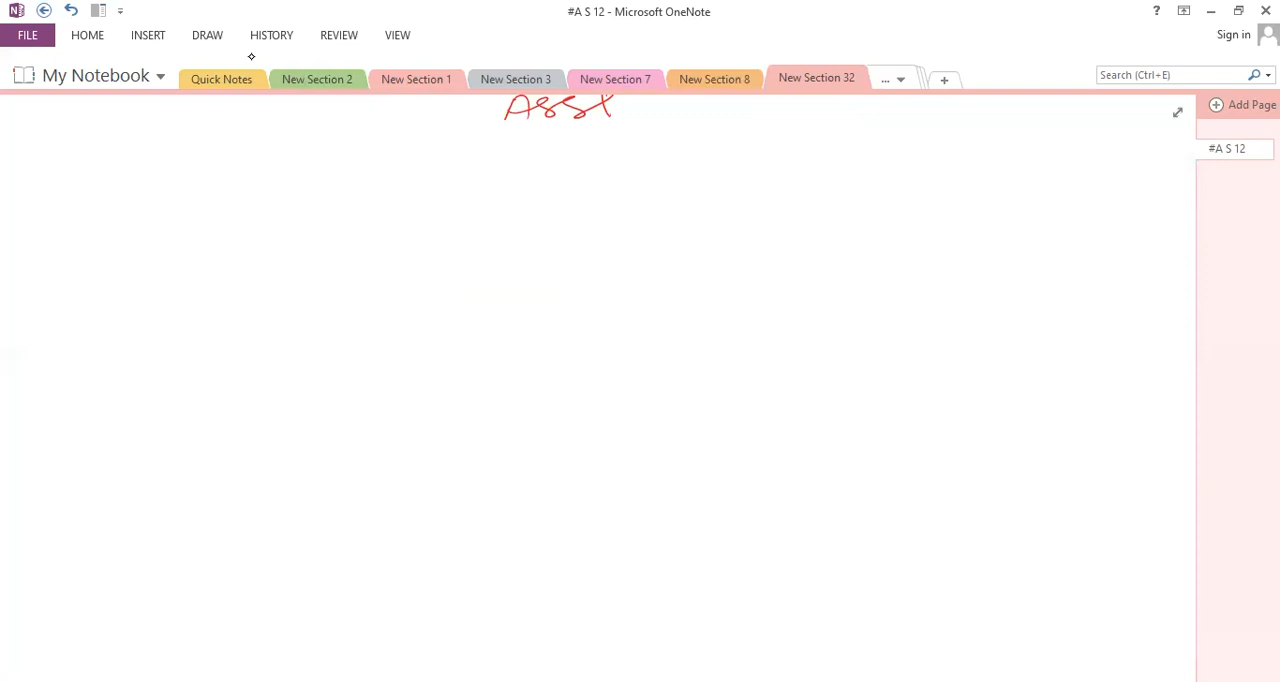 #A S 12 - Microsoft OneNote
? 
FILE HOME INSERT DRAW HISTORY REVIEW VIEW Sign in
My Notebook Quick Notes New Section 2 New Section 1 New Section 3 New Section 7 New Section 8 New Section 32 ... + Search (Ctrl+E)
Add Page
#A S 12